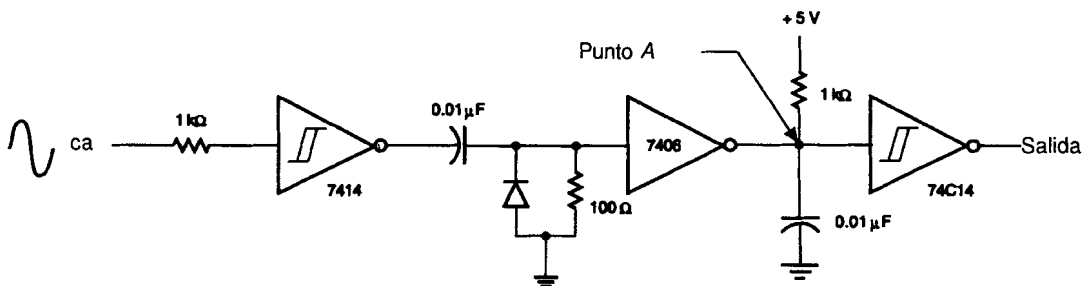 + 5 V
Punto A
1 kΩ
0.01 µF
1 kΩ
ca
7406
Salida
7414
100 Ω
74C14
0.01 µF